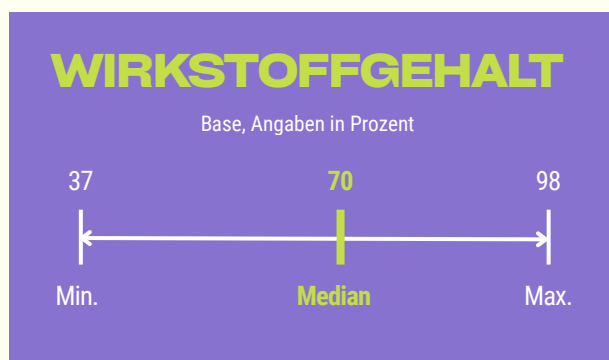 WIRKSTOFFGEHALT
Base, Angaben in Prozent
37 70 98
Min. Median Max.